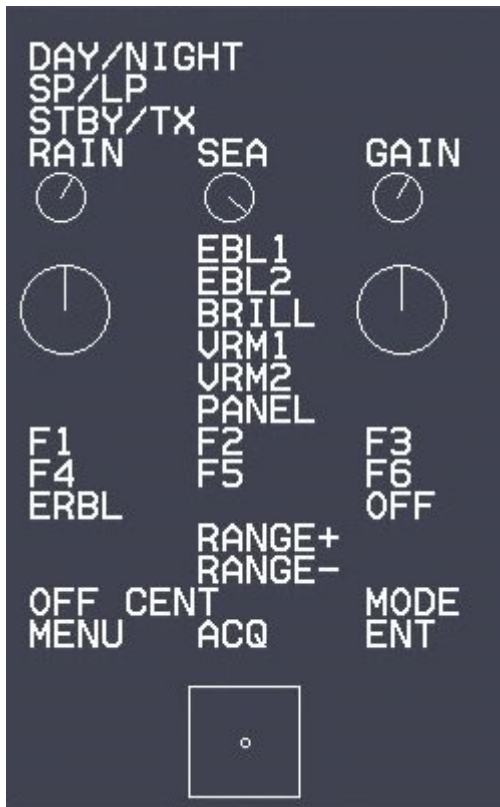 DAY/NIGHT
SP/LP
STBY/TX
RAIN SEA GAIN
EBL1
EBL2
BRILL
VRM1
VRM2
PANEL
F1 F2 F3
F4 F5 F6
ERBL OFF
RANGE+
RANGE-
OFF CENT MODE
MENU ACQ ENT